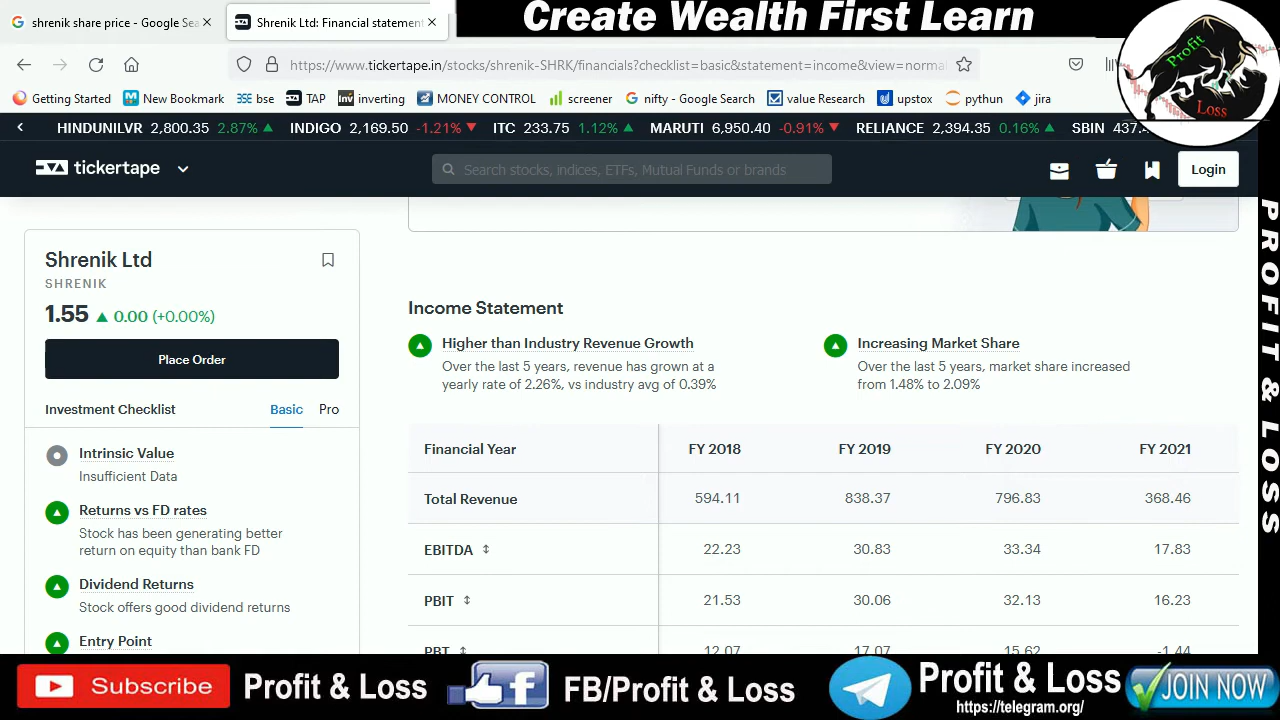 Create Wealth First Learn
shrenik share price - Google Sea
Shrenik Ltd: Financial statement
https://www.tickertape.in/stocks/shrenik-SHRK/financials?checklist=basic&statement=income&view=normal
Profit
Loss
Getting Started
New Bookmark
bse
TAP
inverting
MONEY CONTR
screener
nifty - Google Search
value Research
upstox
pythun
jira
HINDUNILVR 2,800.35 2.87% INDIGO 2,169.50 -1.21% ITC 233.75 1.12% MARUTI 6,950.40 -0.91% RELIANCE 2,394.35 0.16% SBIN 437.
tickertape
Search stocks, indices, ETFs, Mutual Funds or brands
Login
Shrenik Ltd
SHRENIK
1.55 0.00 (+0.00%)
Place Order
Investment Checklist Basic Pro
Intrinsic Value
Insufficient Data
Returns vs FD rates
Stock has been generating better
return on equity than bank FD
Dividend Returns
Stock offers good dividend returns
Entry Point
Income Statement
Higher than Industry Revenue Growth
Over the last 5 years, revenue has grown at a
yearly rate of 2.26%, vs industry avg of 0.39%
Increasing Market Share
Over the last 5 years, market share increased
from 1.48% to 2.09%
Financial Year FY 2018 FY 2019 FY 2020 FY 2021
Total Revenue 594.11 838.37 796.83 368.46
EBITDA 22.23 30.83 33.34 17.83
PBIT 21.53 30.06 32.13 16.23
PBT 12.07 17.07 15.62 -1.44
PROFIT & LOSS
Subscribe
Profit & Loss
FB/Profit & Loss
Profit & Loss
https://telegram.org/
JOIN NOW